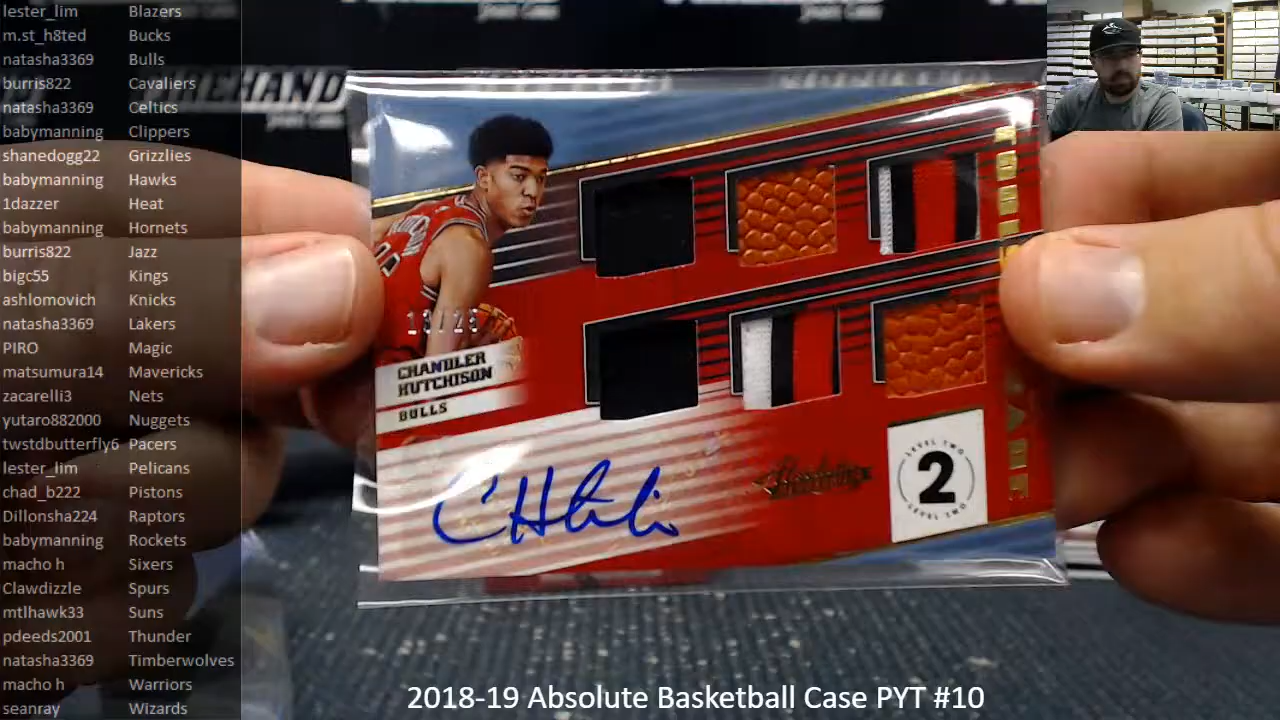 lester_lim Blazers
m.st_h8ted Bucks
natasha3369 Bulls
burris822 Cavaliers
natasha3369 Celtics
babymanning Clippers
shanedogg22 Grizzlies
babymanning Hawks
1dazzer Heat
babymanning Hornets
burris822 Jazz
bigc55 Kings
ashlomovich Knicks
natasha3369 Lakers
PIRO Magic
matsumura14 Mavericks
zacarelli3 Nets
yutaro882000 Nuggets
twstdbutterfly6 Pacers
lester_lim Pelicans
chad_b222 Pistons
Dillonsha224 Raptors
babymanning Rockets
macho h Sixers
Clawdizzle Spurs
mtlhawk33 Suns
pdeeds2001 Thunder
natasha3369 Timberwolves
macho h Warriors
seanray Wizards
CHANDLER
HUTCHISON
BULLS
LEVEL TWO
2
LEVEL TWO
2018-19 Absolute Basketball Case PYT #10